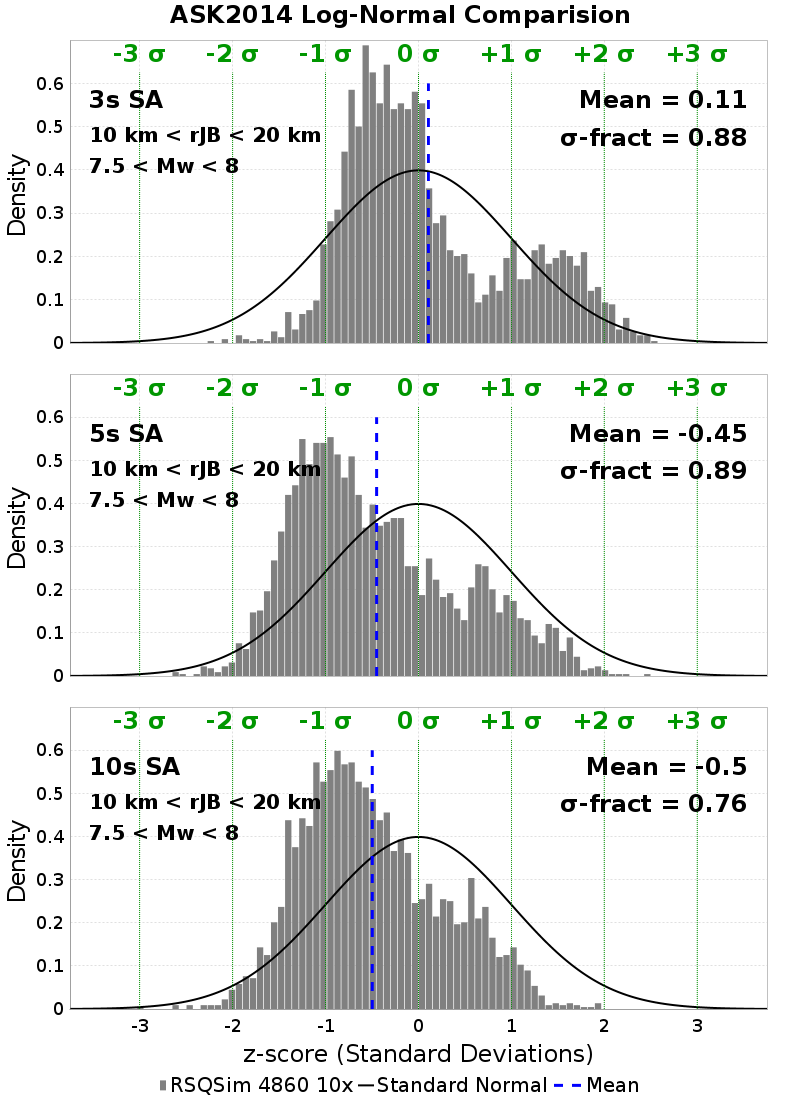 ASK2014 Log-Normal Comparision
-3 σ -2 σ -1 σ 0 σ +1 σ +2 σ +3 σ
3s SA
10 km < rJB < 20 km
7.5 < Mw < 8
Mean = 0.11
σ-fract = 0.88
0.6
0.5
0.4
0.3
0.2
0.1
0
Density
-3 σ -2 σ -1 σ 0 σ +1 σ +2 σ +3 σ
5s SA
10 km < rJB < 20 km
7.5 < Mw < 8
Mean = -0.45
σ-fract = 0.89
0.6
0.5
0.4
0.3
0.2
0.1
0
Density
-3 σ -2 σ -1 σ 0 σ +1 σ +2 σ +3 σ
10s SA
10 km < rJB < 20 km
7.5 < Mw < 8
Mean = -0.5
σ-fract = 0.76
0.6
0.5
0.4
0.3
0.2
0.1
0
Density
-3 -2 -1 0 1 2 3
z-score (Standard Deviations)
RSQSim 4860 10x Standard Normal Mean